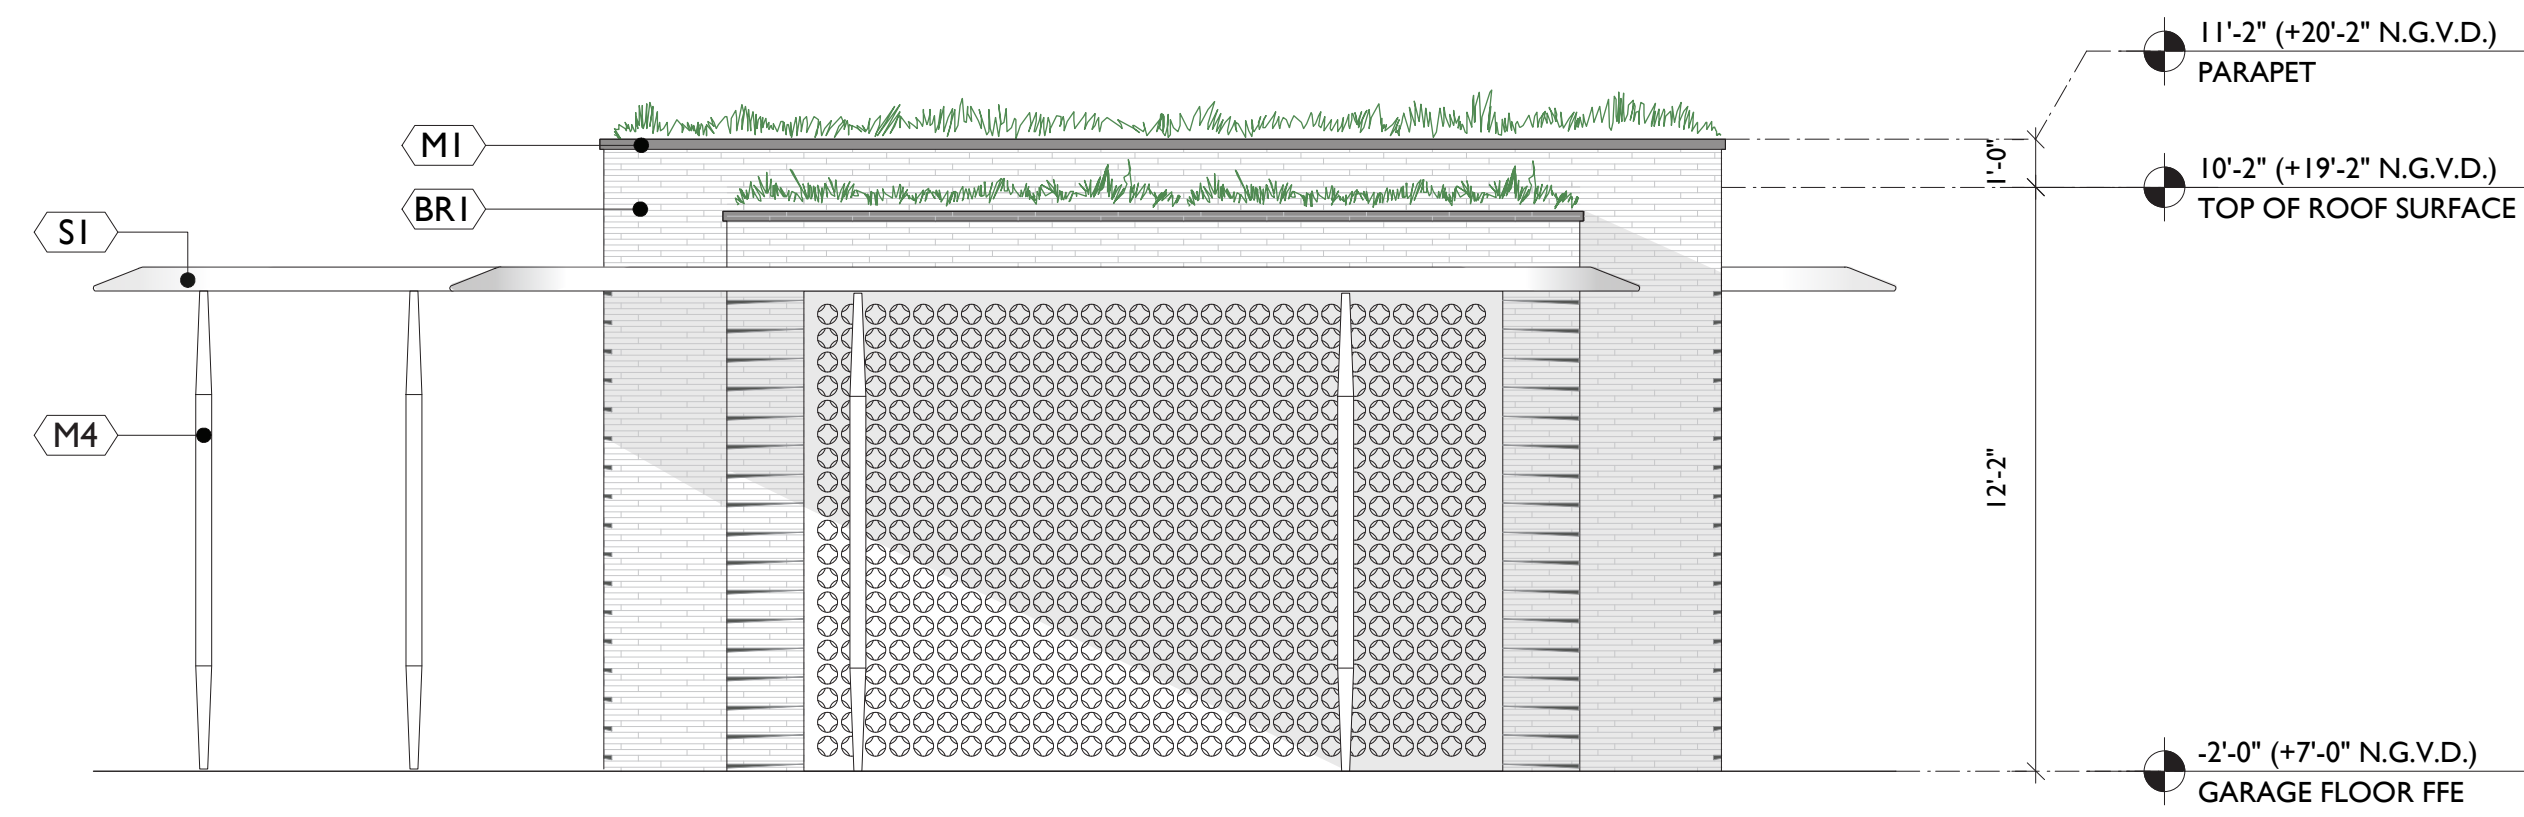 11'-2" (+20'-2" N.G.V.D.)
PARAPET
M1
1'-0"
10'-2" (+19'-2" N.G.V.D.)
TOP OF ROOF SURFACE
BR1
S1
M4
12'-2"
-2'-0" (+7'-0" N.G.V.D.)
GARAGE FLOOR FFE